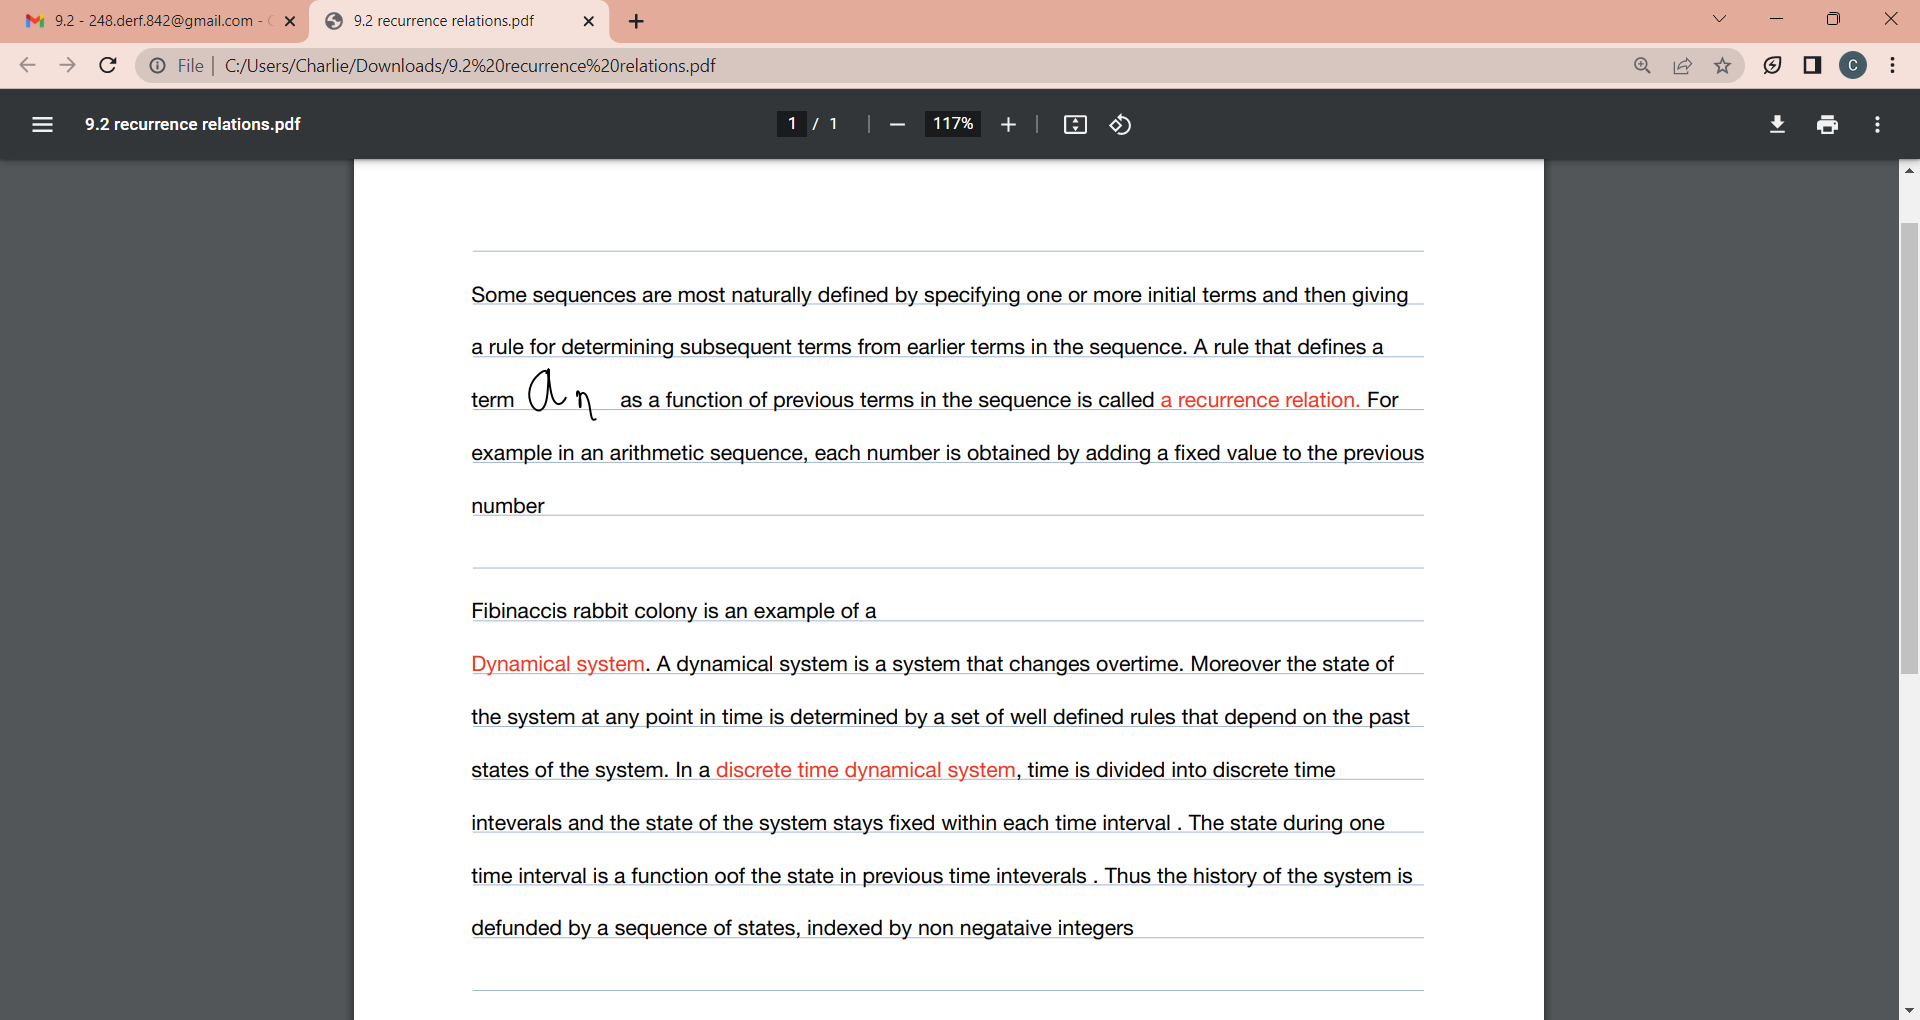 9.2 - 248.derf.842@gmail.com -
9.2 recurrence relations.pdf
File | C:/Users/Charlie/Downloads/9.2%20recurrence%20relations.pdf
C
9.2 recurrence relations.pdf
1 / 1 | − 117% + |
Some sequences are most naturally defined by specifying one or more initial terms and then giving
a rule for determining subsequent terms from earlier terms in the sequence. A rule that defines a
term an as a function of previous terms in the sequence is called a recurrence relation. For
example in an arithmetic sequence, each number is obtained by adding a fixed value to the previous
number
Fibinaccis rabbit colony is an example of a
Dynamical system. A dynamical system is a system that changes overtime. Moreover the state of
the system at any point in time is determined by a set of well defined rules that depend on the past
states of the system. In a discrete time dynamical system, time is divided into discrete time
inteverals and the state of the system stays fixed within each time interval . The state during one
time interval is a function oof the state in previous time inteverals . Thus the history of the system is
defunded by a sequence of states, indexed by non negataive integers